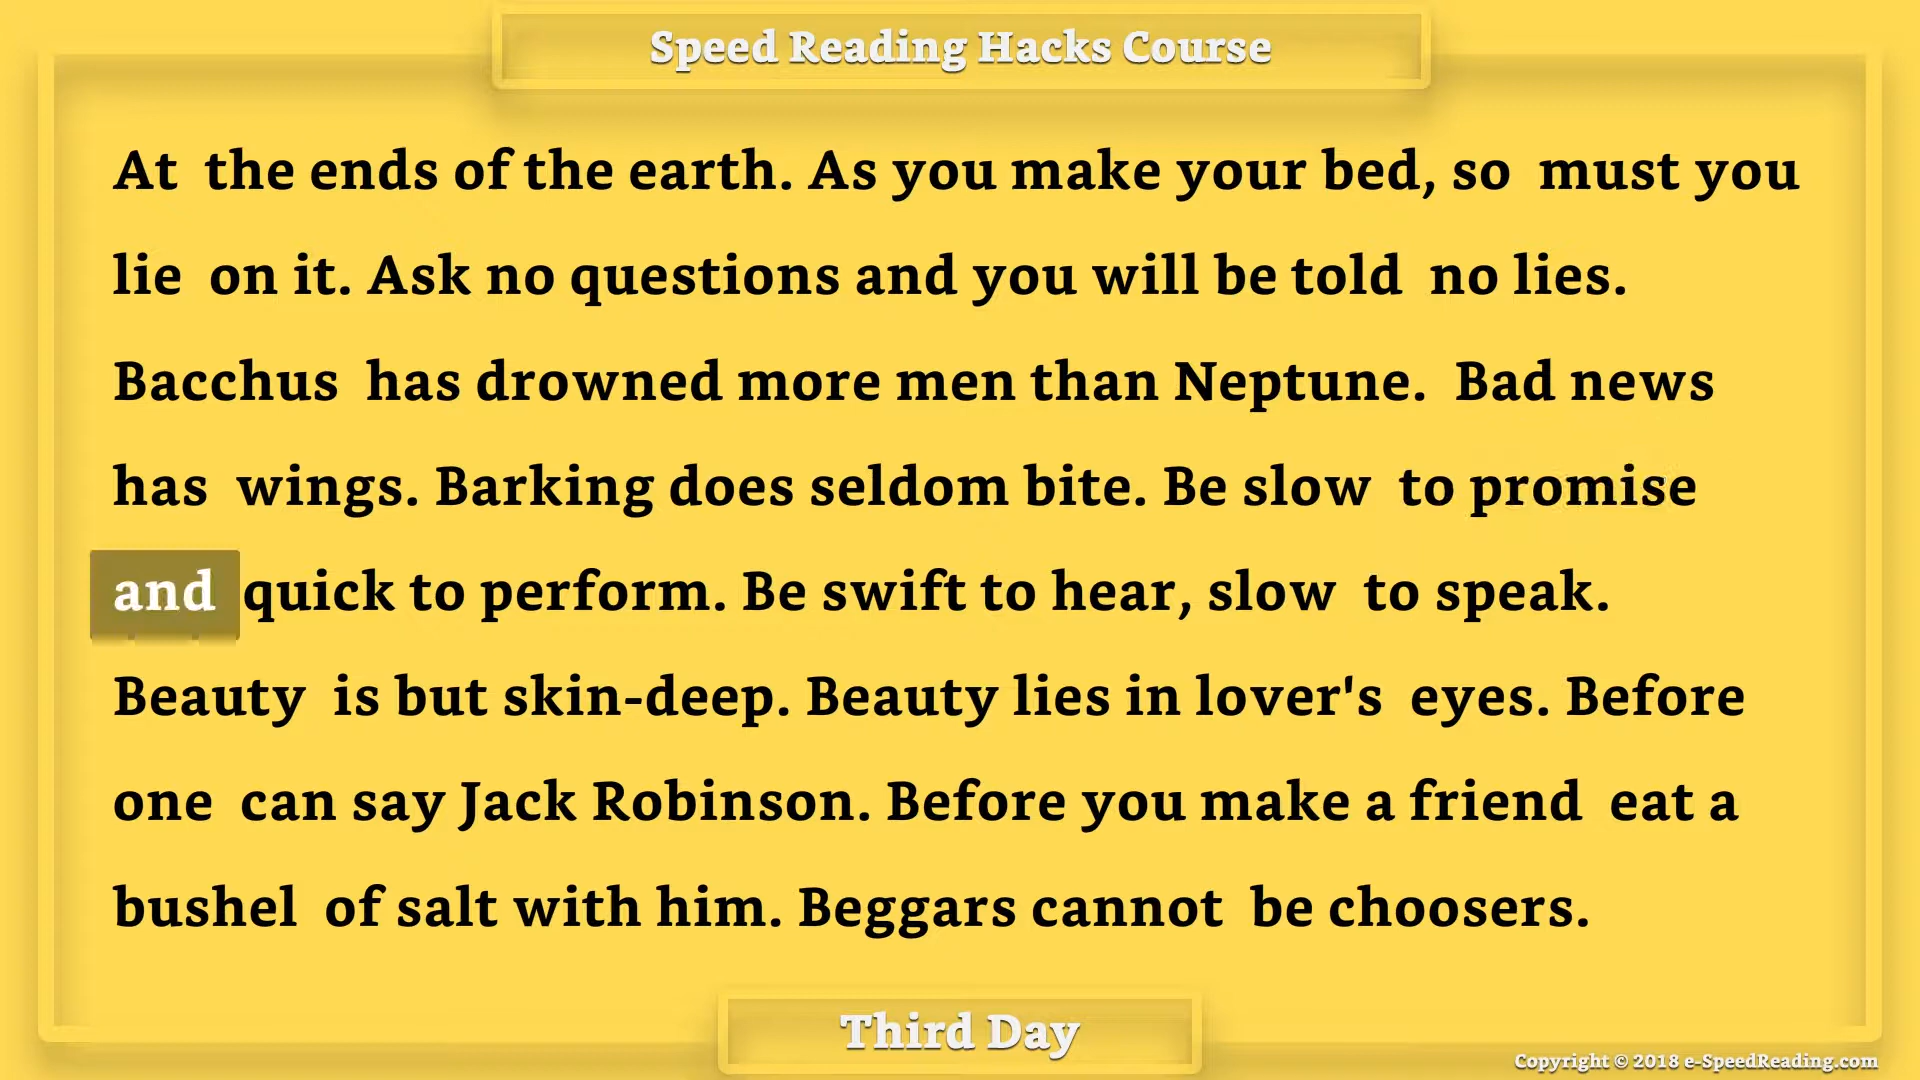 Speed Reading Hacks Course
At the ends of the earth. As you make your bed, so must you
lie on it. Ask no questions and you will be told no lies.
Bacchus has drowned more men than Neptune. Bad news
has wings. Barking does seldom bite. Be slow to promise
and quick to perform. Be swift to hear, slow to speak.
Beauty is but skin-deep. Beauty lies in lover's eyes. Before
one can say Jack Robinson. Before you make a friend eat a
bushel of salt with him. Beggars cannot be choosers.
Third Day
Copyright © 2018 e-SpeedReading.com